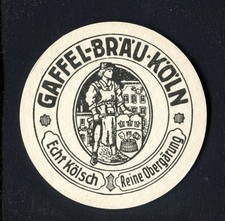 GAFFEL-BRÄU-KÖLN
Echt Kölsch
Reine Obergärung